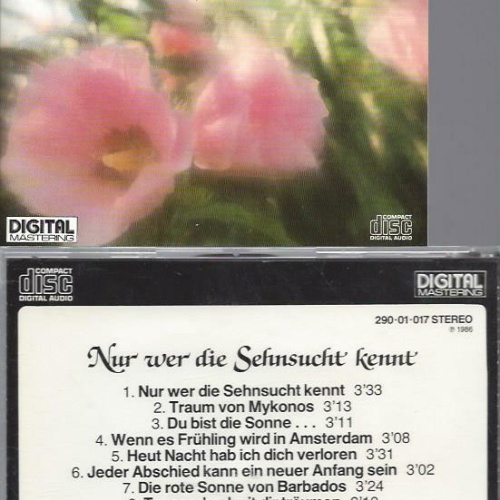 DIGITAL
MASTERING
COMPACT
disc
DIGITAL AUDIO
COMPACT
disc
DIGITAL AUDIO
DIGITAL
MASTERING
290-01-017 STEREO
℗ 1986
Nur wer die Sehnsucht kennt
1. Nur wer die Sehnsucht kennt 3'33
2. Traum von Mykonos 3'13
3. Du bist die Sonne . . . 3'11
4. Wenn es Frühling wird in Amsterdam 3'08
5. Heut Nacht hab ich dich verloren 3'31
6. Jeder Abschied kann ein neuer Anfang sein 3'02
7. Die rote Sonne von Barbados 3'24